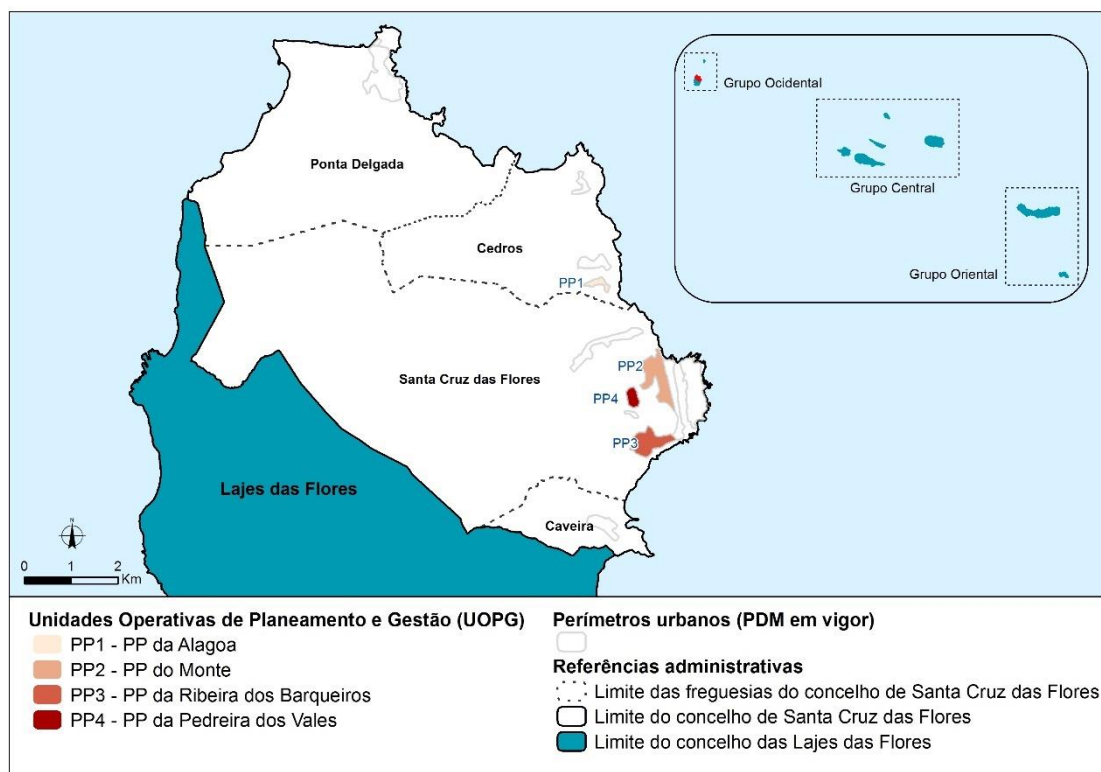 Ponta Delgada
Cedros
PP1
Santa Cruz das Flores
PP2
PP4
PP3
Lajes das Flores
Caveira
N
0 1 2
Km
Grupo Ocidental
Grupo Central
Grupo Oriental
Unidades Operativas de Planeamento e Gestão (UOPG)
PP1 - PP da Alagoa
PP2 - PP do Monte
PP3 - PP da Ribeira dos Barqueiros
PP4 - PP da Pedreira dos Vales
Perímetros urbanos (PDM em vigor)
Referências administrativas
Limite das freguesias do concelho de Santa Cruz das Flores
Limite do concelho de Santa Cruz das Flores
Limite do concelho das Lajes das Flores